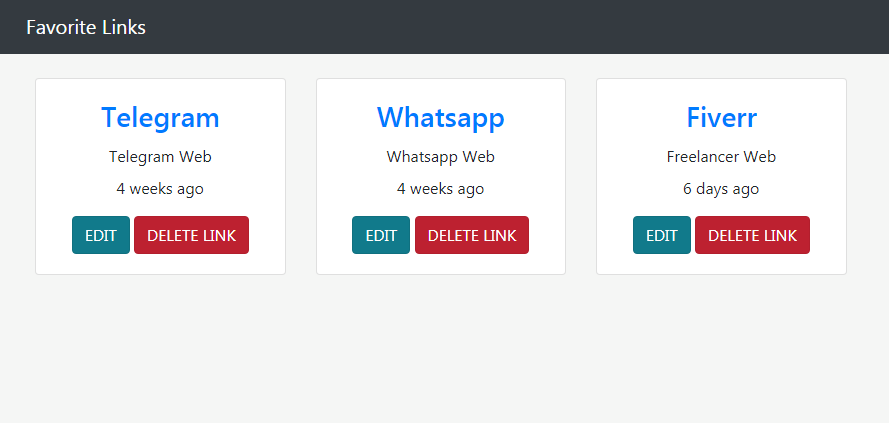 Favorite Links
Telegram
Telegram Web
4 weeks ago
EDIT DELETE LINK
Whatsapp
Whatsapp Web
4 weeks ago
EDIT DELETE LINK
Fiverr
Freelancer Web
6 days ago
EDIT DELETE LINK